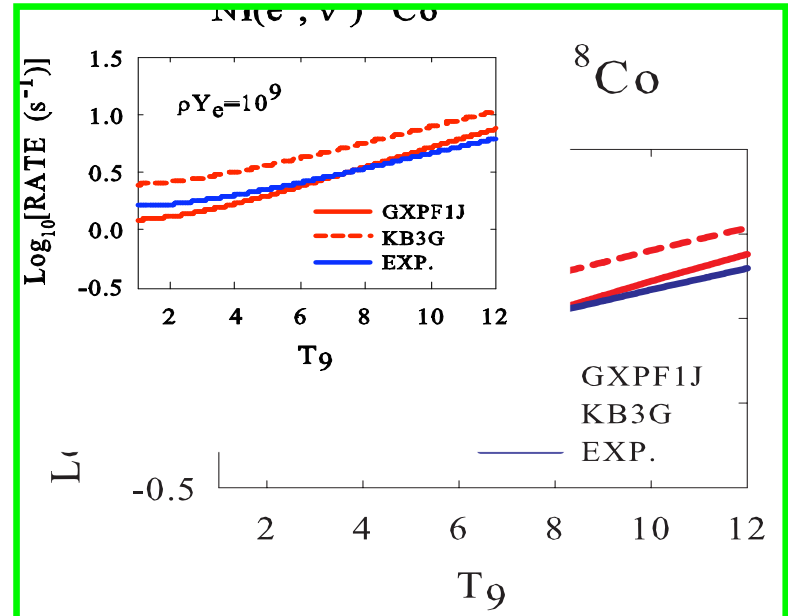 Ni(e⁻, ν) Co
⁸Co
1.5
1.0
0.5
0.0
-0.5
Log₁₀[RATE (s⁻¹)]
ρYₑ=10⁹
GXPF1J
KB3G
EXP.
2 4 6 8 10 12
T₉
GXPF1J
KB3G
EXP.
-0.5
2 4 6 8 10 12
T₉